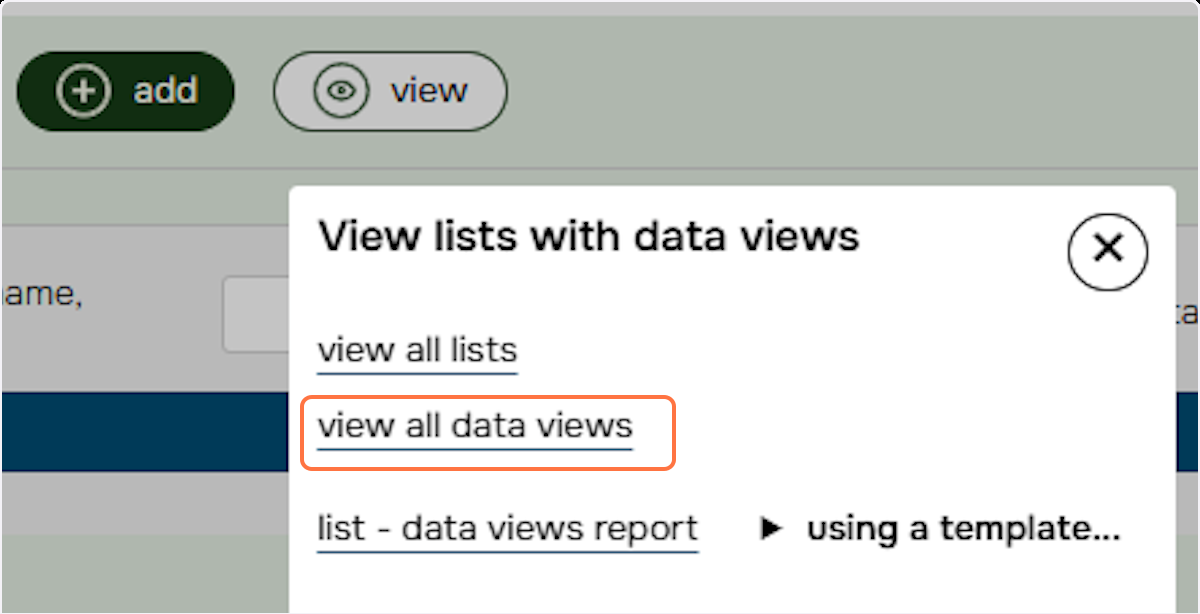 add view
View lists with data views
ame,
view all lists
view all data views
list - data views report ▶ using a template...